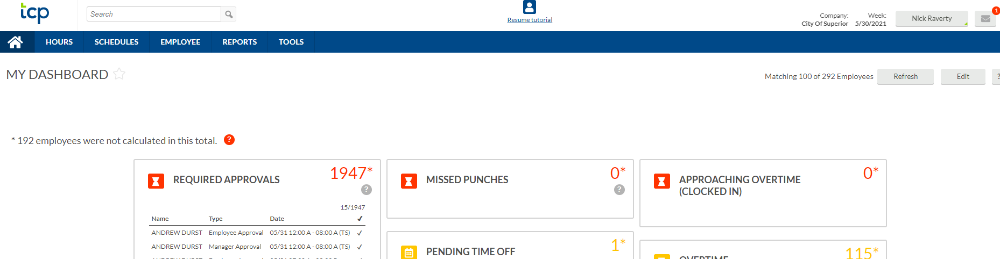 tcp
Search
Resume tutorial
Company:
City Of Superior
Week:
5/30/2021
Nick Raverty
1
HOURS
SCHEDULES
EMPLOYEE
REPORTS
TOOLS
MY DASHBOARD
Matching 100 of 292 Employees
Refresh
Edit
?
* 192 employees were not calculated in this total.
?
REQUIRED APPROVALS
1947*
?
15/1947
Name Type Date ✓
ANDREW DURST Employee Approval 05/31 12:00 A - 08:00 A (TS) ✓
ANDREW DURST Manager Approval 05/31 12:00 A - 08:00 A (TS) ✓
MISSED PUNCHES
0*
?
PENDING TIME OFF
1*
APPROACHING OVERTIME
(CLOCKED IN)
0*
OVERTIME
115*